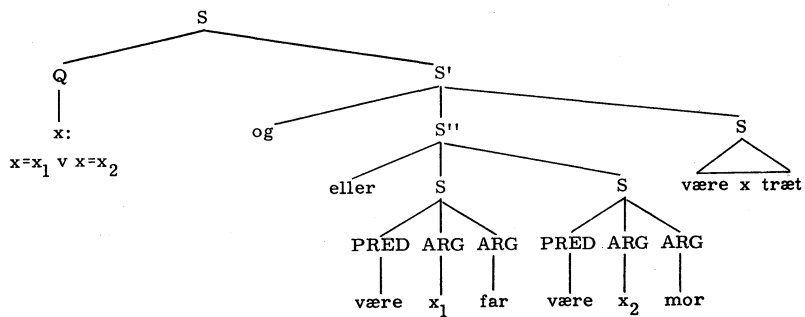 S
Q S'
x: og S'' S
x=x₁ v x=x₂ eller S S være x træt
PRED ARG ARG PRED ARG ARG
være x₁ far være x₂ mor